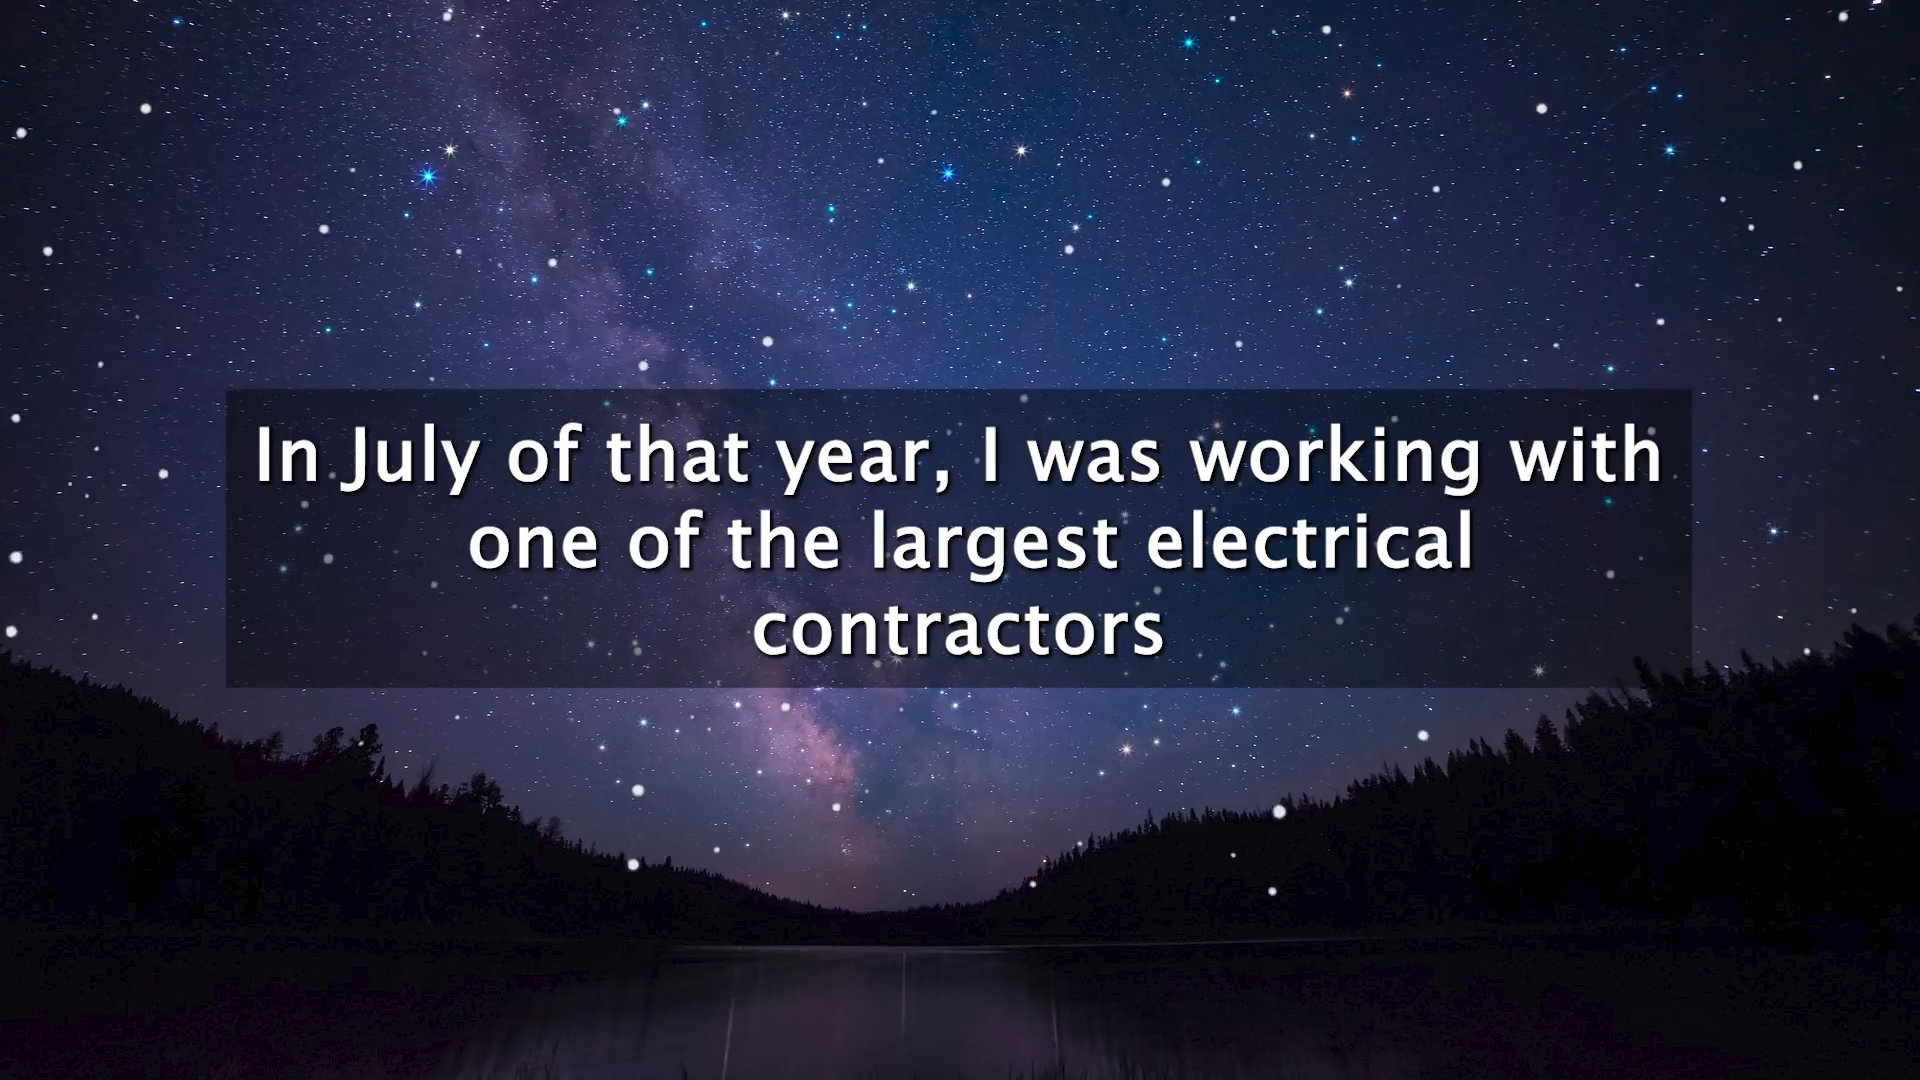 In July of that year, I was working with
one of the largest electrical
contractors